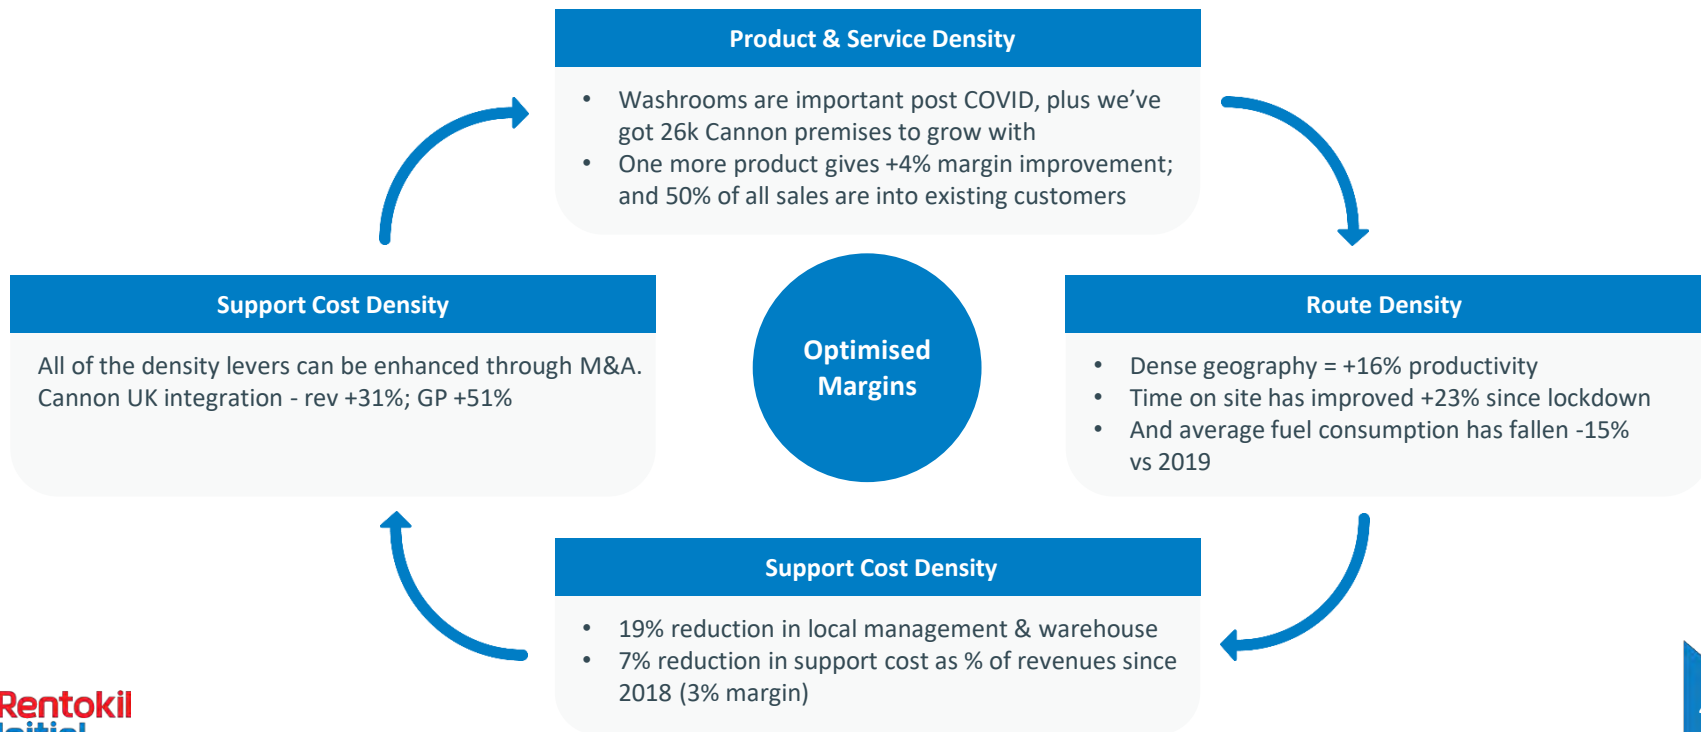 Product & Service Density
• Washrooms are important post COVID, plus we’ve
got 26k Cannon premises to grow with
• One more product gives +4% margin improvement;
and 50% of all sales are into existing customers
Support Cost Density
All of the density levers can be enhanced through M&A.
Cannon UK integration - rev +31%; GP +51%
Optimised
Margins
Route Density
• Dense geography = +16% productivity
• Time on site has improved +23% since lockdown
• And average fuel consumption has fallen -15%
vs 2019
Support Cost Density
• 19% reduction in local management & warehouse
• 7% reduction in support cost as % of revenues since
2018 (3% margin)
Rentokil
Initial